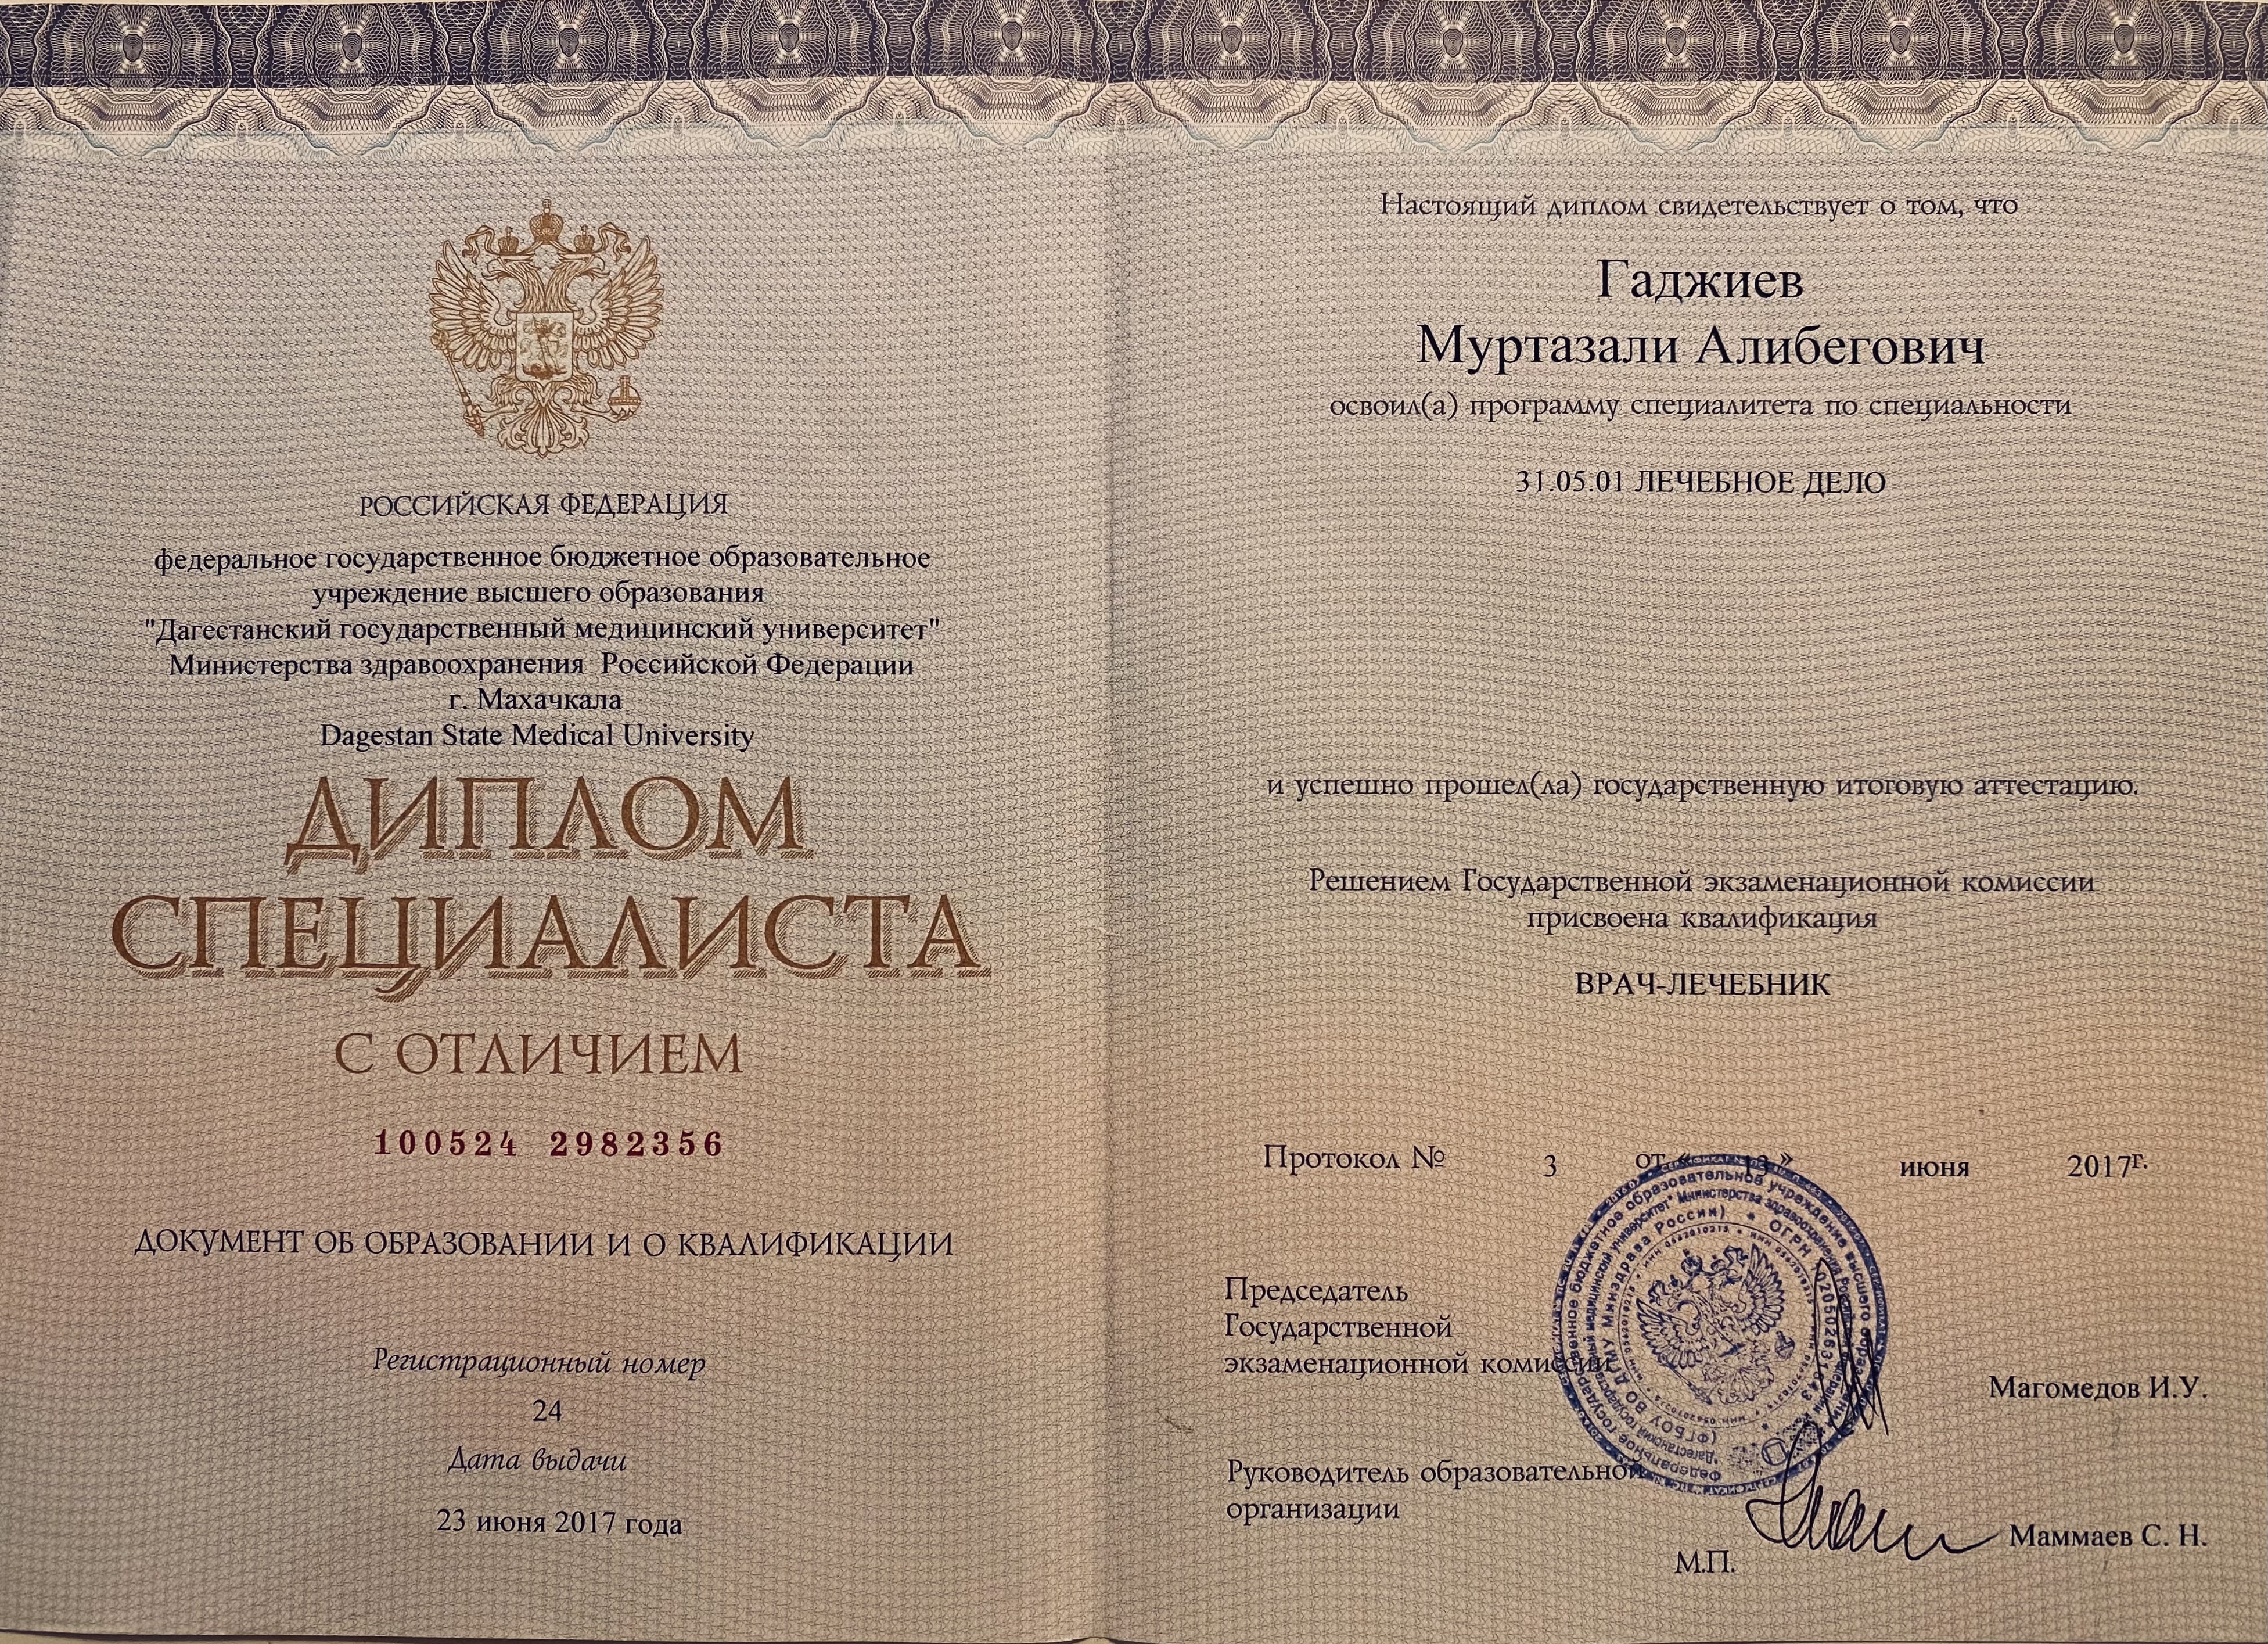 РОССИЙСКАЯ ФЕДЕРАЦИЯ
федеральное государственное бюджетное образовательное
учреждение высшего образования
"Дагестанский государственный медицинский университет"
Министерства здравоохранения Российской Федерации
г. Махачкала
Dagestan State Medical University
ДИПЛОМ
СПЕЦИАЛИСТА
С ОТЛИЧИЕМ
100524 2982356
ДОКУМЕНТ ОБ ОБРАЗОВАНИИ И О КВАЛИФИКАЦИИ
Регистрационный номер
24
Дата выдачи
23 июня 2017 года
Настоящий диплом свидетельствует о том, что
Гаджиев
Муртазали Алибегович
освоил(а) программу специалитета по специальности
31.05.01 ЛЕЧЕБНОЕ ДЕЛО
и успешно прошел(ла) государственную итоговую аттестацию.
Решением Государственной экзаменационной комиссии
присвоена квалификация
ВРАЧ-ЛЕЧЕБНИК
Протокол № 3 от « 13 » июня 2017г.
Председатель
Государственной
экзаменационной комиссии
Магомедов И.У.
Руководитель образовательной
организации
Маммаев С. Н.
М.П.
федеральное государственное бюджетное образовательное учреждение высшего образования
"Дагестанский государственный медицинский университет" Министерства здравоохранения Российской Федерации
(ФГБОУ ВО ДГМУ Минздрава России) * ОГРН